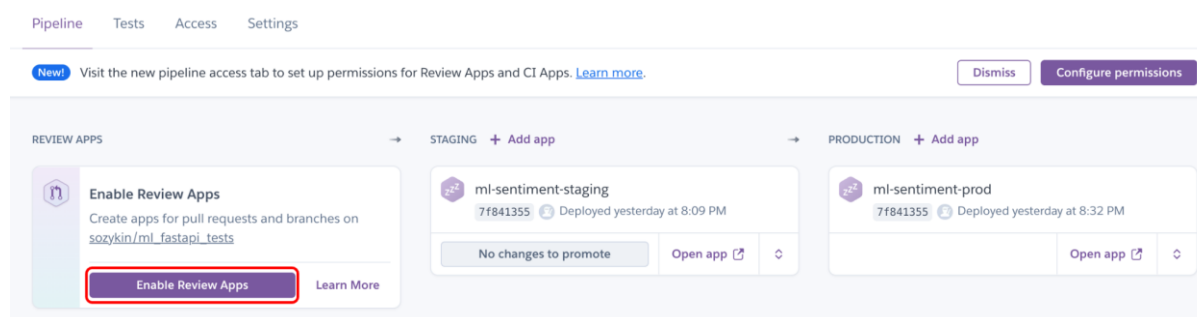 Pipeline Tests Access Settings
New! Visit the new pipeline access tab to set up permissions for Review Apps and CI Apps. Learn more. Dismiss Configure permissions
REVIEW APPS
Enable Review Apps
Create apps for pull requests and branches on
sozykin/ml_fastapi_tests
Enable Review Apps Learn More
STAGING + Add app
zzZ ml-sentiment-staging
7f841355 Deployed yesterday at 8:09 PM
No changes to promote Open app
PRODUCTION + Add app
zzZ ml-sentiment-prod
7f841355 Deployed yesterday at 8:32 PM
Open app